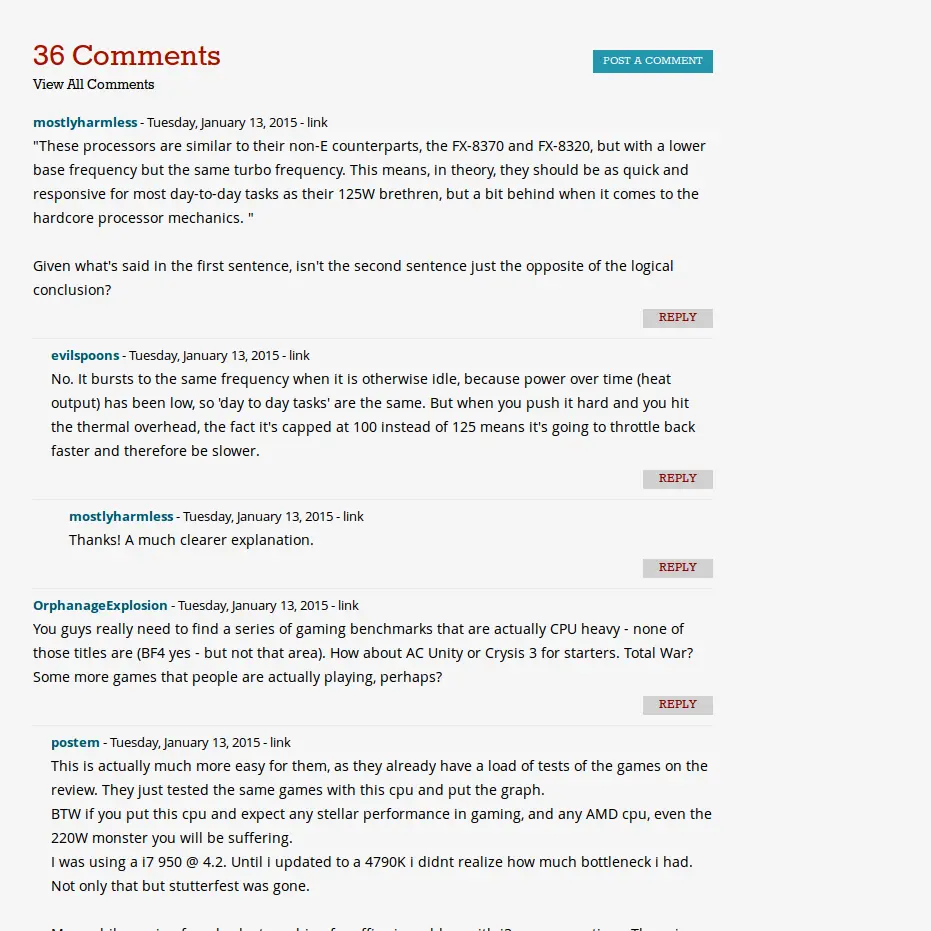 36 Comments
POST A COMMENT
View All Comments
mostlyharmless - Tuesday, January 13, 2015 - link
"These processors are similar to their non-E counterparts, the FX-8370 and FX-8320, but with a lower
base frequency but the same turbo frequency. This means, in theory, they should be as quick and
responsive for most day-to-day tasks as their 125W brethren, but a bit behind when it comes to the
hardcore processor mechanics. "
Given what's said in the first sentence, isn't the second sentence just the opposite of the logical
conclusion?
REPLY
evilspoons - Tuesday, January 13, 2015 - link
No. It bursts to the same frequency when it is otherwise idle, because power over time (heat
output) has been low, so 'day to day tasks' are the same. But when you push it hard and you hit
the thermal overhead, the fact it's capped at 100 instead of 125 means it's going to throttle back
faster and therefore be slower.
REPLY
mostlyharmless - Tuesday, January 13, 2015 - link
Thanks! A much clearer explanation.
REPLY
OrphanageExplosion - Tuesday, January 13, 2015 - link
You guys really need to find a series of gaming benchmarks that are actually CPU heavy - none of
those titles are (BF4 yes - but not that area). How about AC Unity or Crysis 3 for starters. Total War?
Some more games that people are actually playing, perhaps?
REPLY
postem - Tuesday, January 13, 2015 - link
This is actually much more easy for them, as they already have a load of tests of the games on the
review. They just tested the same games with this cpu and put the graph.
BTW if you put this cpu and expect any stellar performance in gaming, and any AMD cpu, even the
220W monster you will be suffering.
I was using a i7 950 @ 4.2. Until i updated to a 4790K i didnt realize how much bottleneck i had.
Not only that but stutterfest was gone.